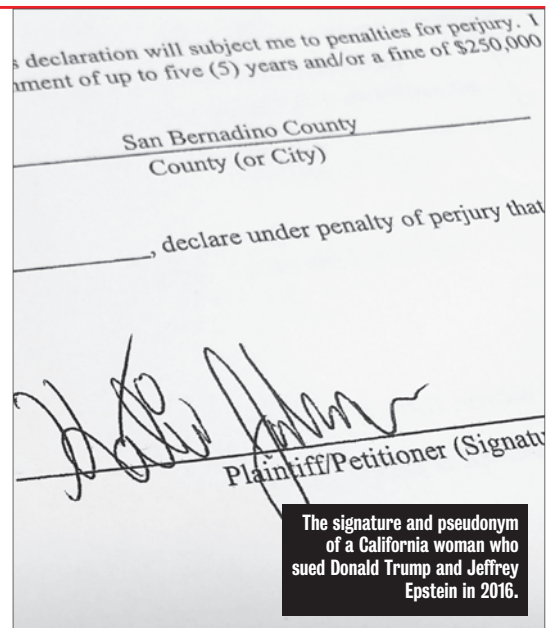 s declaration will subject me to penalties for perjury. I
nment of up to five (5) years and/or a fine of $250,000
San Bernadino County
County (or City)
, declare under penalty of perjury that
Katie Johnson
Plaintiff/Petitioner (Signatu
The signature and pseudonym
of a California woman who
sued Donald Trump and Jeffrey
Epstein in 2016.